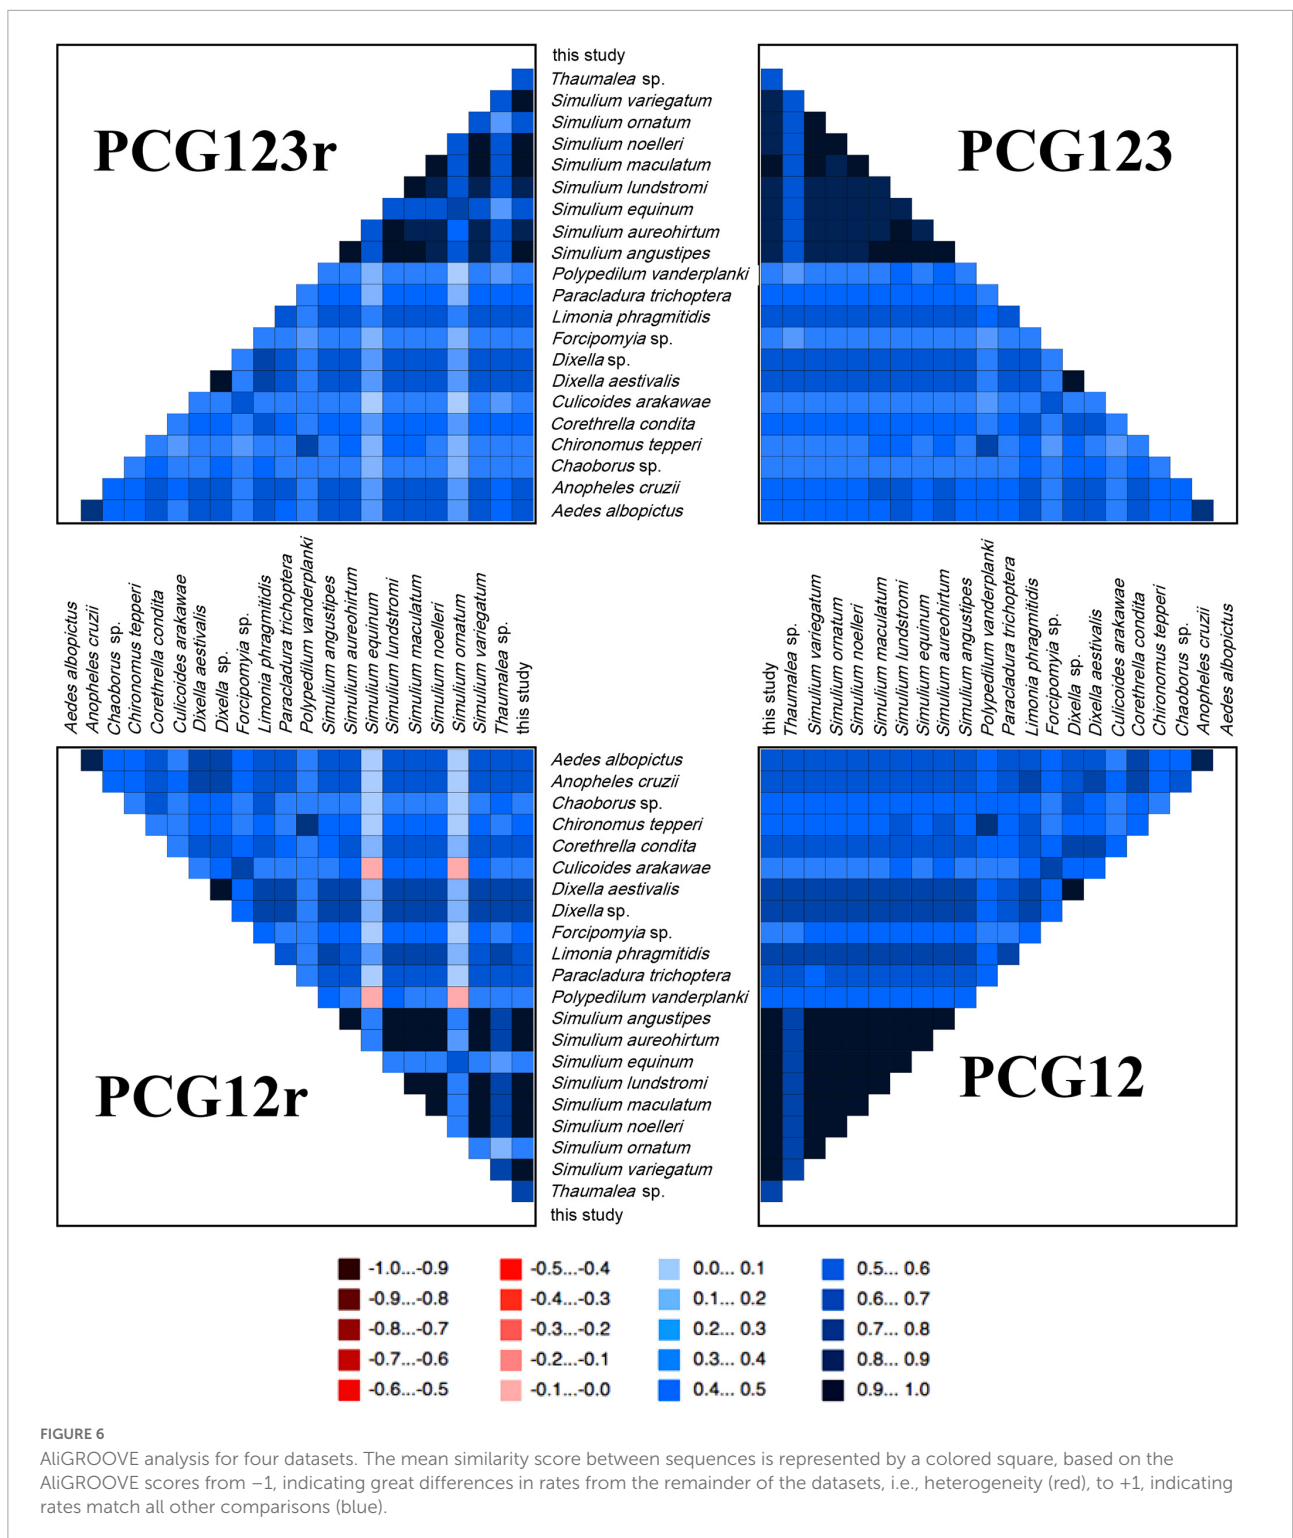 PCG123r
PCG123
this study
Thaumalea sp.
Simulium variegatum
Simulium ornatum
Simulium noelleri
Simulium maculatum
Simulium lundstromi
Simulium equinum
Simulium aureohirtum
Simulium angustipes
Polypedilum vanderplanki
Paracladura trichoptera
Limonia phragmitidis
Forcipomyia sp.
Dixella sp.
Dixella aestivalis
Culicoides arakawae
Corethrella condita
Chironomus tepperi
Chaoborus sp.
Anopheles cruzii
Aedes albopictus
Aedes albopictus
Anopheles cruzii
Chaoborus sp.
Chironomus tepperi
Corethrella condita
Culicoides arakawae
Dixella aestivalis
Dixella sp.
Forcipomyia sp.
Limonia phragmitidis
Paracladura trichoptera
Polypedilum vanderplanki
Simulium angustipes
Simulium aureohirtum
Simulium equinum
Simulium lundstromi
Simulium maculatum
Simulium noelleri
Simulium ornatum
Simulium variegatum
Thaumalea sp.
this study
this study
Thaumalea sp.
Simulium variegatum
Simulium ornatum
Simulium noelleri
Simulium maculatum
Simulium lundstromi
Simulium equinum
Simulium aureohirtum
Simulium angustipes
Polypedilum vanderplanki
Paracladura trichoptera
Limonia phragmitidis
Forcipomyia sp.
Dixella sp.
Dixella aestivalis
Culicoides arakawae
Corethrella condita
Chironomus tepperi
Chaoborus sp.
Anopheles cruzii
Aedes albopictus
Aedes albopictus
Anopheles cruzii
Chaoborus sp.
Chironomus tepperi
Corethrella condita
Culicoides arakawae
Dixella aestivalis
Dixella sp.
Forcipomyia sp.
Limonia phragmitidis
Paracladura trichoptera
Polypedilum vanderplanki
Simulium angustipes
Simulium aureohirtum
Simulium equinum
Simulium lundstromi
Simulium maculatum
Simulium noelleri
Simulium ornatum
Simulium variegatum
Thaumalea sp.
this study
PCG12r
PCG12
-1.0...-0.9
-0.9...-0.8
-0.8...-0.7
-0.7...-0.6
-0.6...-0.5
-0.5...-0.4
-0.4...-0.3
-0.3...-0.2
-0.2...-0.1
-0.1...-0.0
0.0... 0.1
0.1... 0.2
0.2... 0.3
0.3... 0.4
0.4... 0.5
0.5... 0.6
0.6... 0.7
0.7... 0.8
0.8... 0.9
0.9... 1.0
FIGURE 6
AliGROOVE analysis for four datasets. The mean similarity score between sequences is represented by a colored square, based on the
AliGROOVE scores from −1, indicating great differences in rates from the remainder of the datasets, i.e., heterogeneity (red), to +1, indicating
rates match all other comparisons (blue).